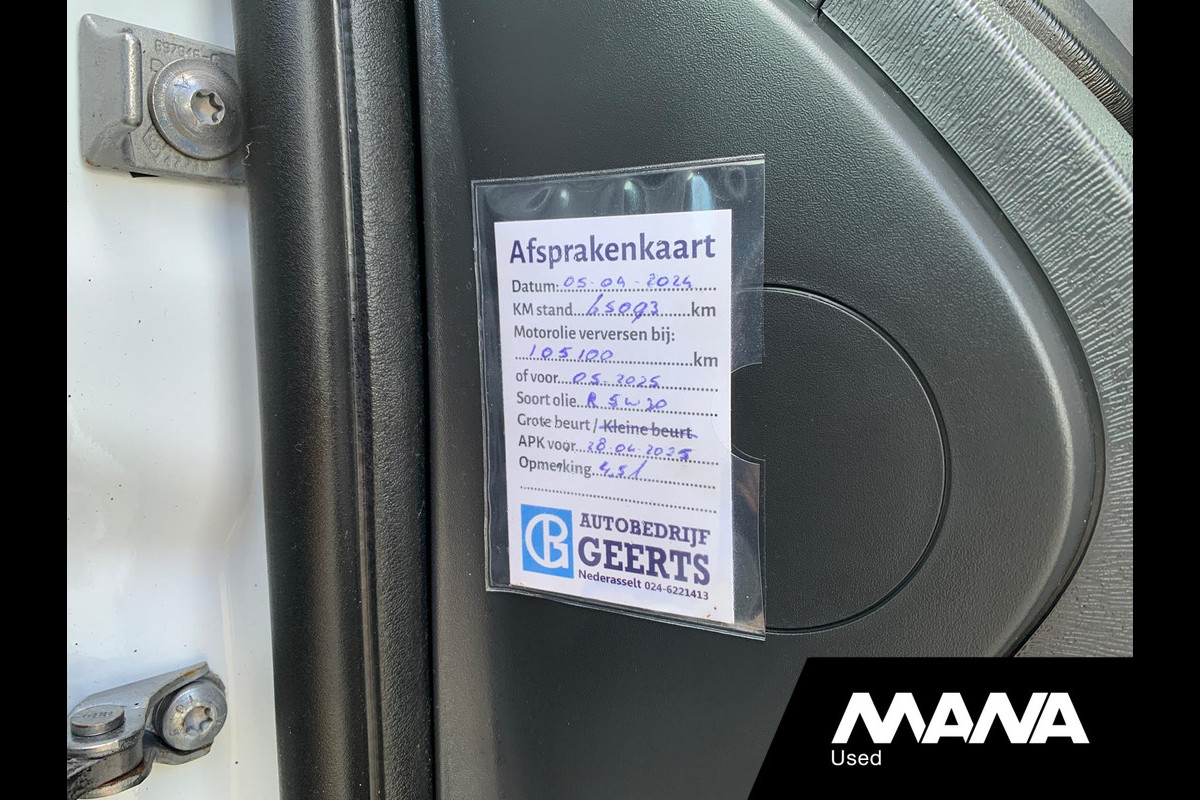 Afsprakenkaart
Datum: 05-04-2024
KM stand 65093 km
Motorolie verversen bij:
105100 km
of voor 05-2025
Soort olie R 5w20
Grote beurt / Kleine beurt
APK voor 28-04-2025
Opmerking 4,5l
AUTOBEDRIJF
GEERTS
Nederasselt 024-6221413
MANA
Used